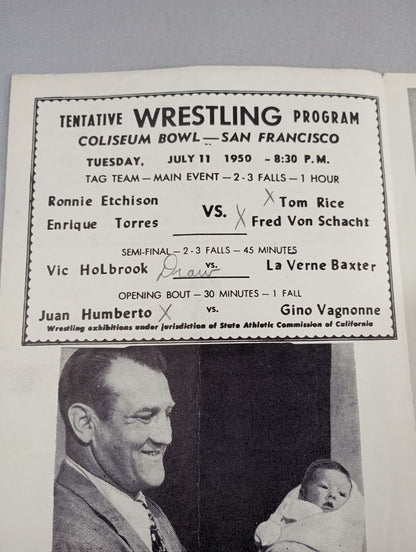 TENTATIVE WRESTLING PROGRAM
COLISEUM BOWL — SAN FRANCISCO
TUESDAY, JULY 11 1950 - 8:30 P.M.
TAG TEAM — MAIN EVENT — 2-3 FALLS — 1 HOUR
Ronnie Etchison X Tom Rice
VS.
Enrique Torres X Fred Von Schacht
SEMI-FINAL — 2-3 FALLS — 45 MINUTES
Vic HoLbrook Draw vs. La Verne Baxter
OPENING BOUT — 30 MINUTES — 1 FALL
Juan Humberto X vs. Gino Vagnonne
Wrestling exhibitions under jurisdiction of State Athletic Commission of California